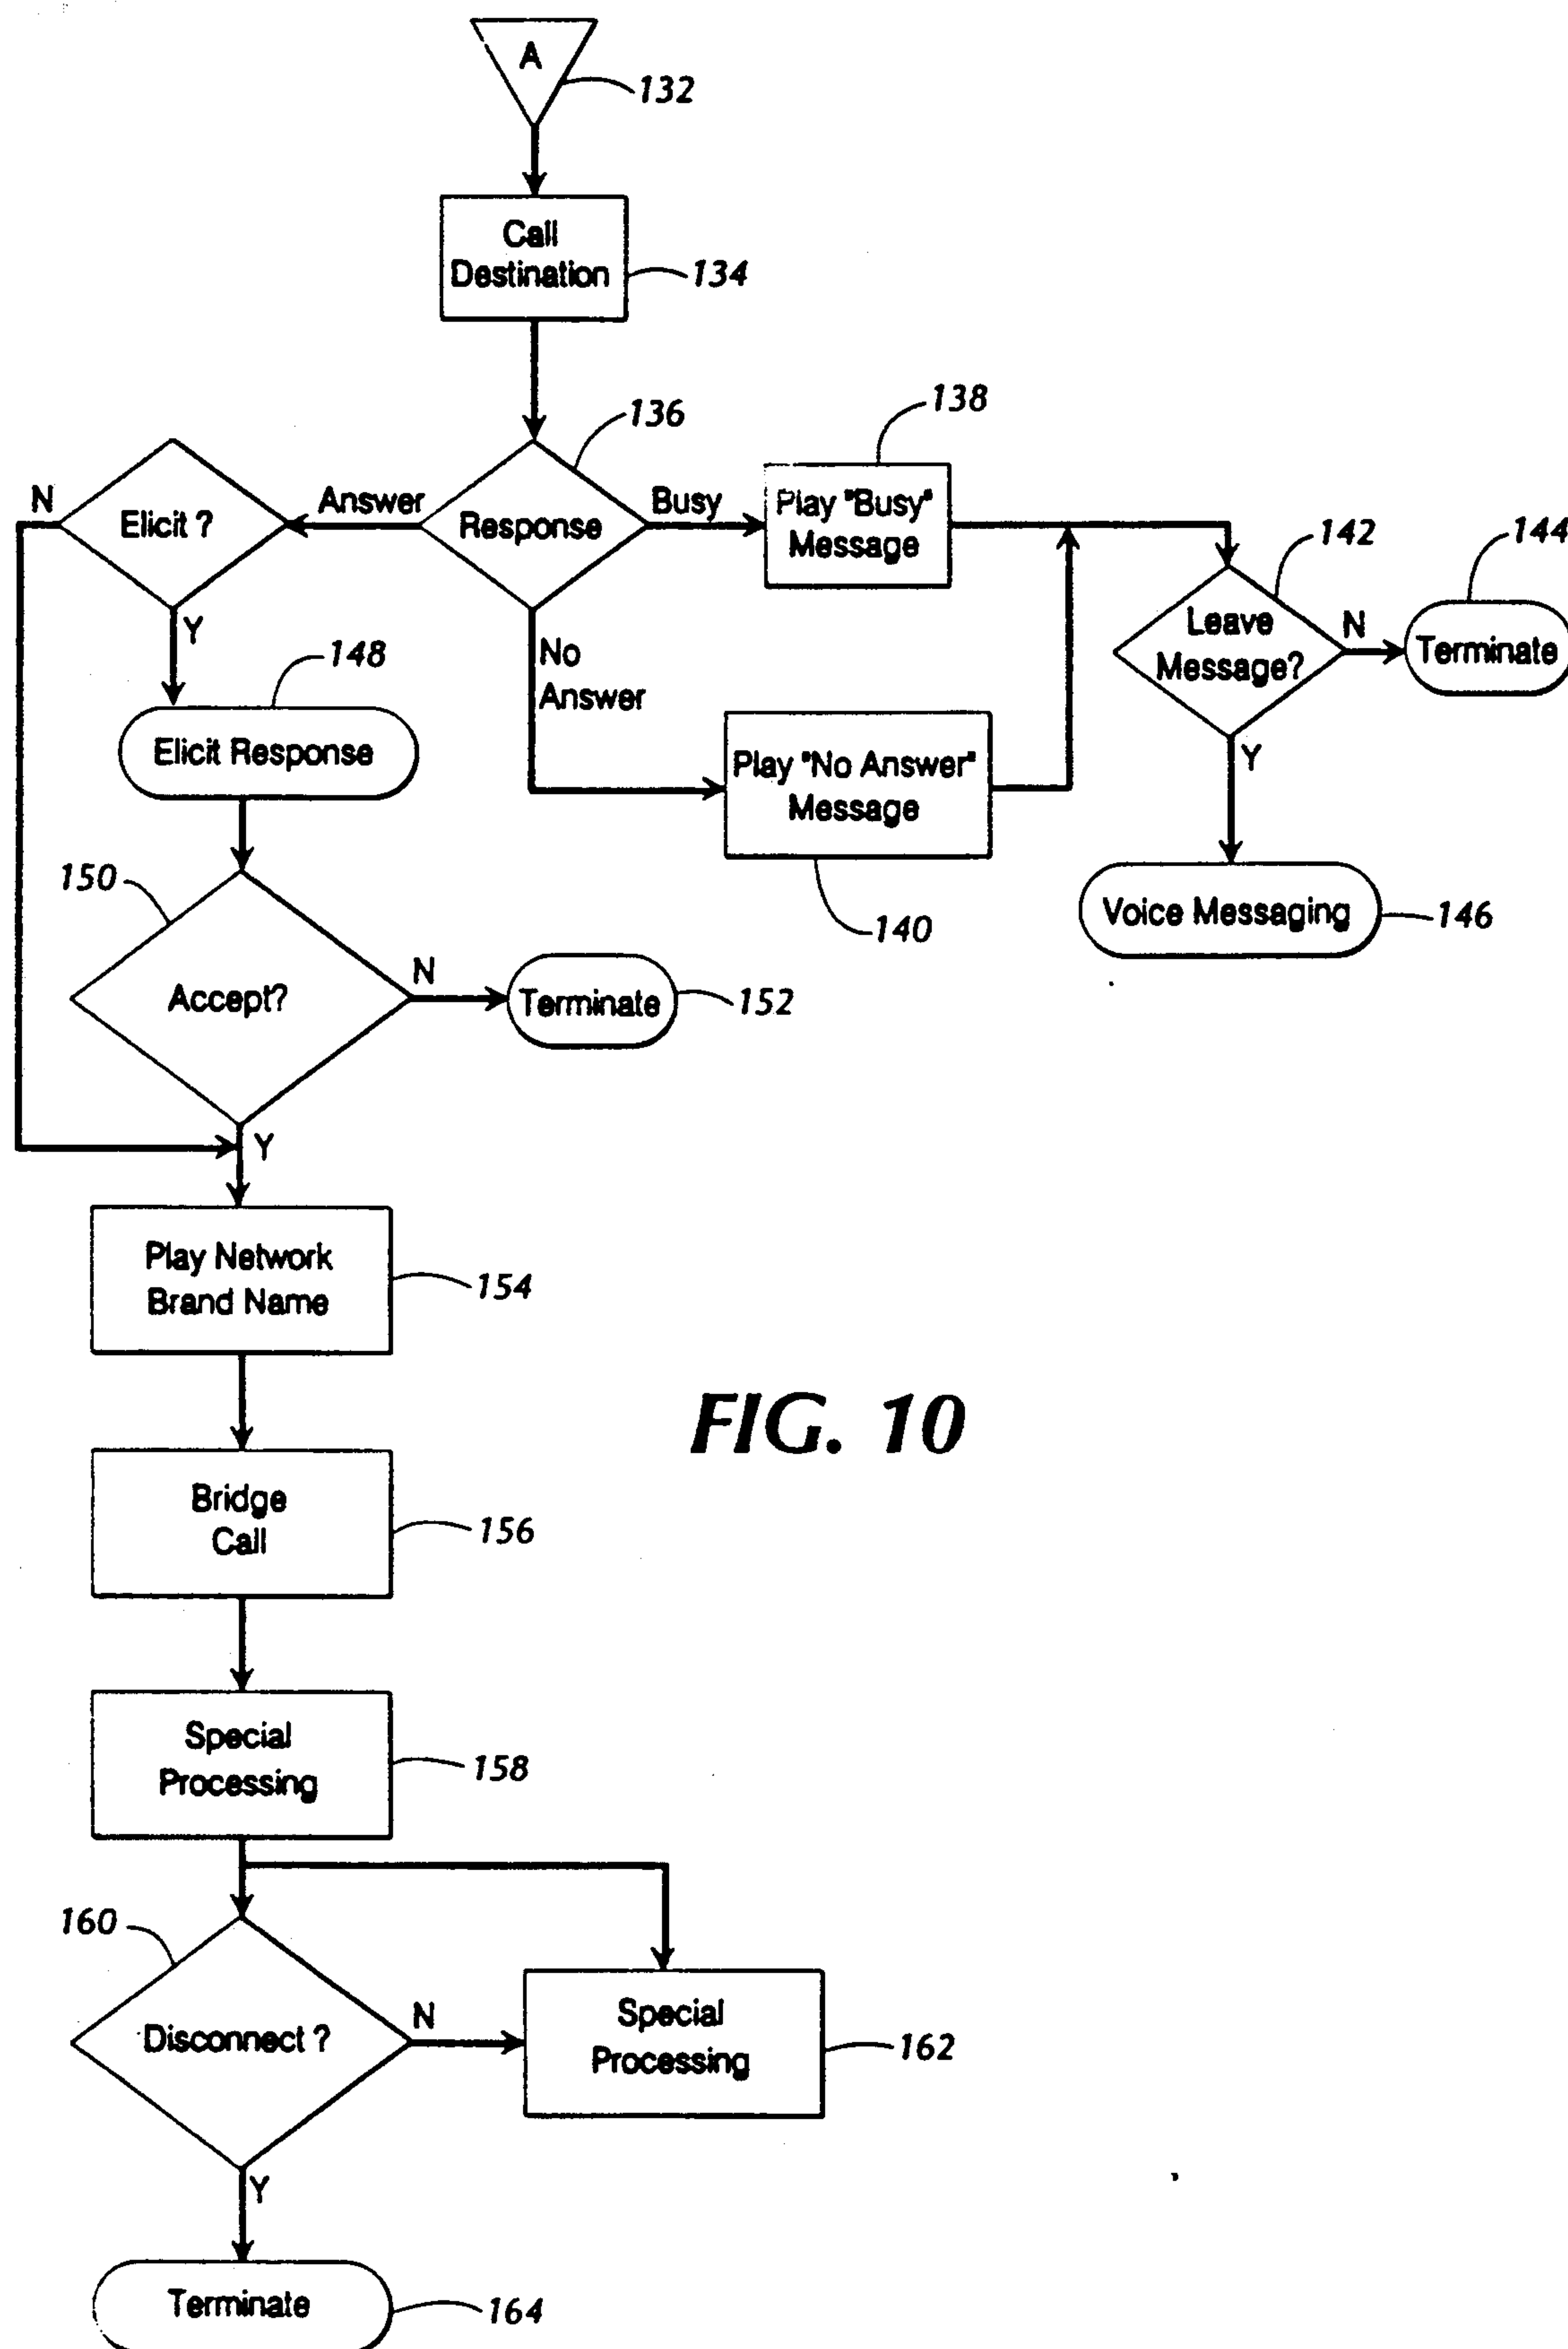 A
132
Call
Destination
134
136
138
N
Elicit ?
Answer
Response
Busy
Play "Busy"
Message
142
144
Y
148
No
Answer
Leave
Message?
N
Terminate
Elicit Response
Play "No Answer"
Message
Y
140
Voice Messaging
146
150
Accept?
N
Terminate
152
Y
Play Network
Brand Name
154
FIG. 10
Bridge
Call
156
Special
Processing
158
160
Disconnect ?
N
Special
Processing
162
Y
Terminate
164